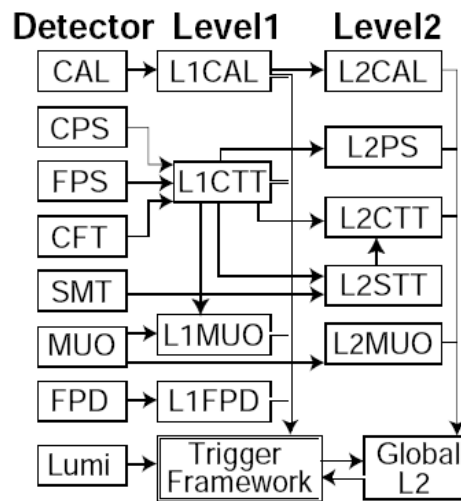 Detector Level1 Level2
CAL L1CAL L2CAL
CPS
L2PS
FPS L1CTT
CFT L2CTT
SMT L2STT
MUO L1MUO L2MUO
FPD L1FPD
Lumi Trigger Global
Framework L2